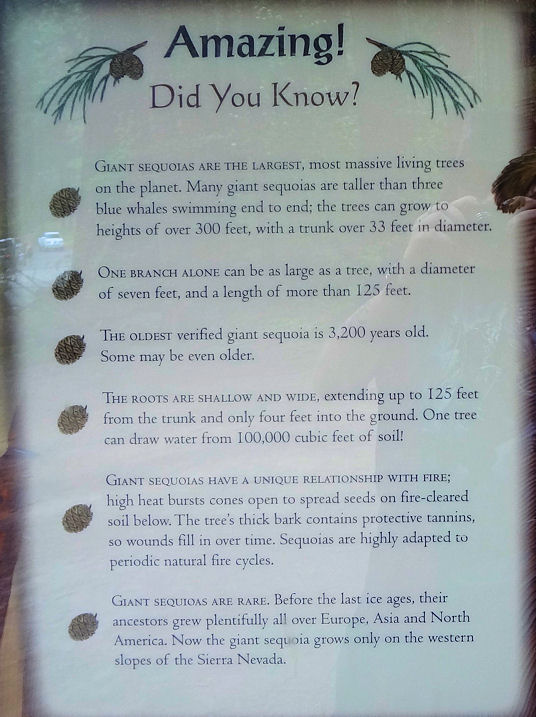 Amazing!
Did You Know?
GIANT SEQUOIAS ARE THE LARGEST, most massive living trees
on the planet. Many giant sequoias are taller than three
blue whales swimming end to end; the trees can grow to
heights of over 300 feet, with a trunk over 33 feet in diameter.
ONE BRANCH ALONE can be as large as a tree, with a diameter
of seven feet, and a length of more than 125 feet.
THE OLDEST verified giant sequoia is 3,200 years old.
Some may be even older.
THE ROOTS ARE SHALLOW AND WIDE, extending up to 125 feet
from the trunk and only four feet into the ground. One tree
can draw water from 100,000 cubic feet of soil!
GIANT SEQUOIAS HAVE A UNIQUE RELATIONSHIP WITH FIRE;
high heat bursts cones open to spread seeds on fire-cleared
soil below. The tree's thick bark contains protective tannins,
so wounds fill in over time. Sequoias are highly adapted to
periodic natural fire cycles.
GIANT SEQUIOAS ARE RARE. Before the last ice ages, their
ancestors grew plentifully all over Europe, Asia and North
America. Now the giant sequoia grows only on the western
slopes of the Sierra Nevada.